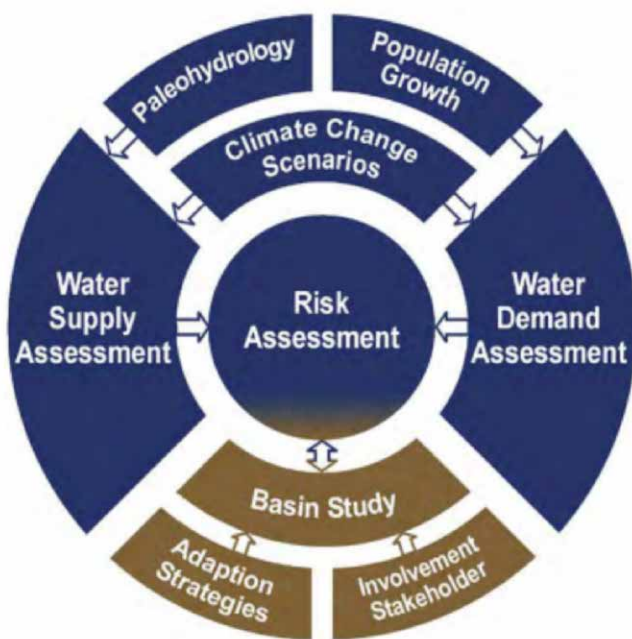 Paleohydrology
Population
Growth
Climate Change
Scenarios
Water
Supply
Assessment
Risk
Assessment
Water
Demand
Assessment
Basin Study
Adaption
Strategies
Involvement
Stakeholder